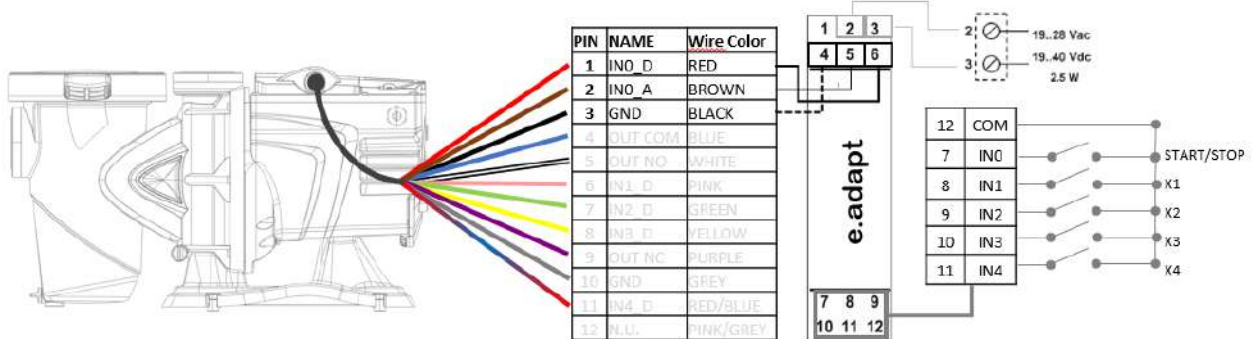 PIN NAME Wire Color
1 IN0_D RED
2 IN0_A BROWN
3 GND BLACK
4 OUT COM BLUE
5 OUT NO WHITE
6 IN1_D PINK
7 IN2_D GREEN
8 IN3_D YELLOW
9 OUT NC PURPLE
10 GND GREY
11 IN4_D RED/BLUE
12 N.U. PINK/GREY
1 2 3
4 5 6
e.adapt
7 8 9
10 11 12
2 19..28 Vac
3 19..40 Vdc
2.5 W
12 COM
7 IN0 START/STOP
8 IN1 X1
9 IN2 X2
10 IN3 X3
11 IN4 X4